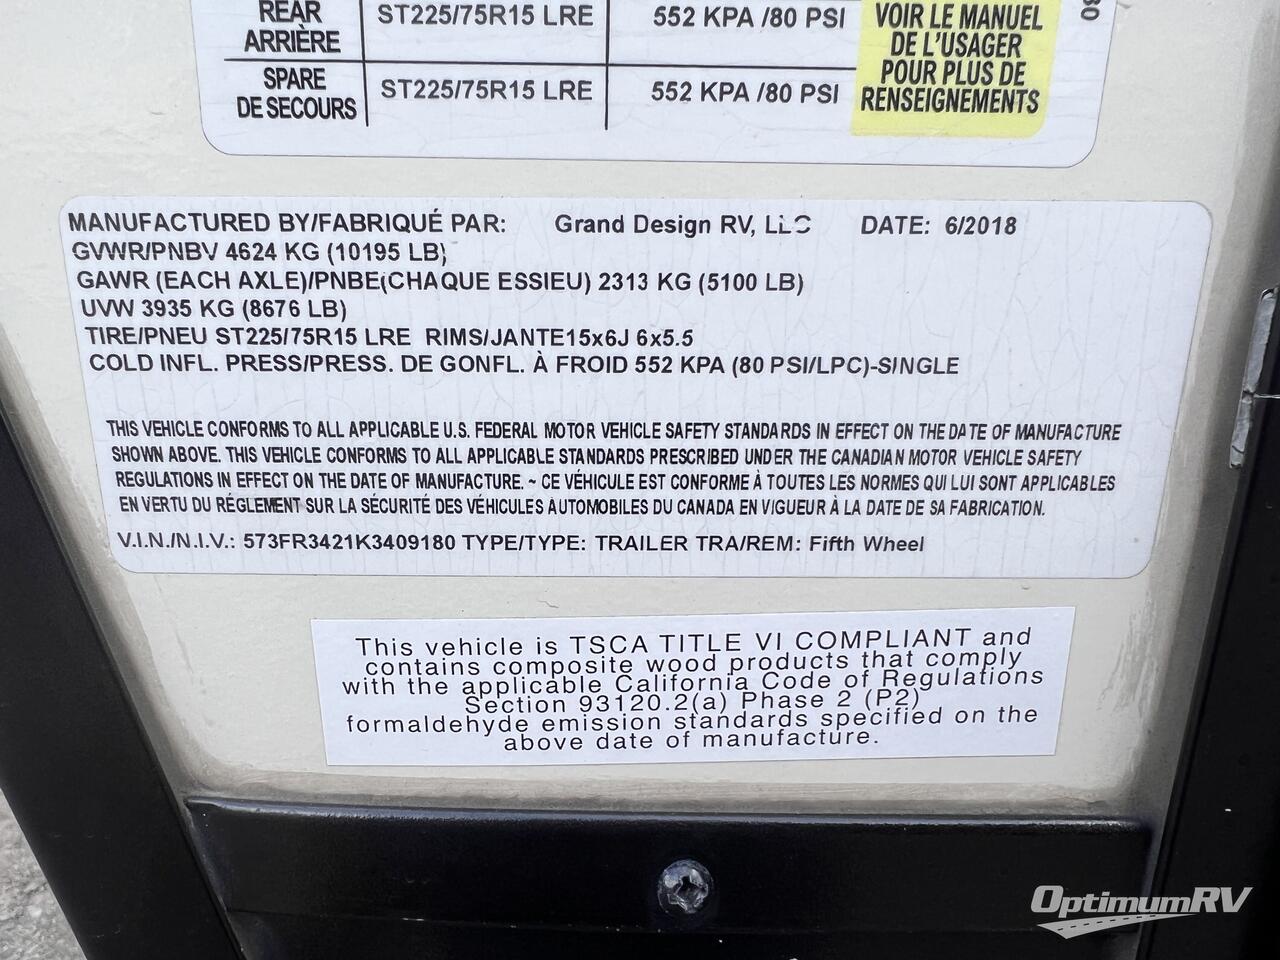 REAR ST225/75R15 LRE 552 KPA /80 PSI
ARRIÈRE
SPARE ST225/75R15 LRE 552 KPA /80 PSI
DE SECOURS
VOIR LE MANUEL
DE L'USAGER
POUR PLUS DE
RENSEIGNEMENTS
MANUFACTURED BY/FABRIQUÉ PAR: Grand Design RV, LLC DATE: 6/2018
GVWR/PNBV 4624 KG (10195 LB)
GAWR (EACH AXLE)/PNBE(CHAQUE ESSIEU) 2313 KG (5100 LB)
UVW 3935 KG (8676 LB)
TIRE/PNEU ST225/75R15 LRE RIMS/JANTE15x6J 6x5.5
COLD INFL. PRESS/PRESS. DE GONFL. À FROID 552 KPA (80 PSI/LPC)-SINGLE
THIS VEHICLE CONFORMS TO ALL APPLICABLE U.S. FEDERAL MOTOR VEHICLE SAFETY STANDARDS IN EFFECT ON THE DATE OF MANUFACTURE
SHOWN ABOVE. THIS VEHICLE CONFORMS TO ALL APPLICABLE STANDARDS PRESCRIBED UNDER THE CANADIAN MOTOR VEHICLE SAFETY
REGULATIONS IN EFFECT ON THE DATE OF MANUFACTURE. ~ CE VÉHICULE EST CONFORME À TOUTES LES NORMES QUI LUI SONT APPLICABLES
EN VERTU DU RÉGLEMENT SUR LA SÉCURITÉ DES VÉHICULES AUTOMOBILES DU CANADA EN VIGUEUR À LA DATE DE SA FABRICATION.
V.I.N./N.I.V.: 573FR3421K3409180 TYPE/TYPE: TRAILER TRA/REM: Fifth Wheel
This vehicle is TSCA TITLE VI COMPLIANT and
contains composite wood products that comply
with the applicable California Code of Regulations
Section 93120.2(a) Phase 2 (P2)
formaldehyde emission standards specified on the
above date of manufacture.
OptimumRV